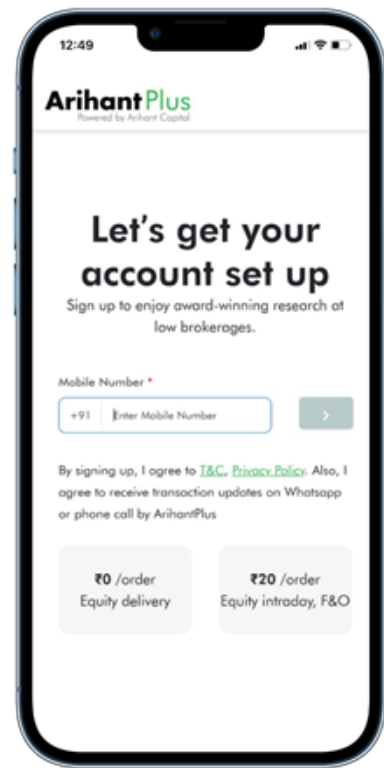 12:49
ArihantPlus
Powered by Arihant Capital
Let's get your
account set up
Sign up to enjoy award-winning research at
low brokerages.
Mobile Number *
+91 Enter Mobile Number
By signing up, I agree to T&C, Privacy Policy. Also, I
agree to receive transaction updates on Whatsapp
or phone call by ArihantPlus
₹0 /order
Equity delivery
₹20 /order
Equity intraday, F&O